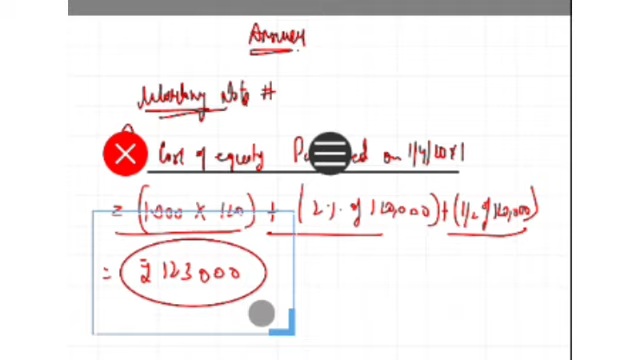 Answer
Working Note #
Cost of equity on 1/4/20x1
= (1000 x 120) + (2% of 120,000) + (1/2 of 120,000)
= ₹ 123000